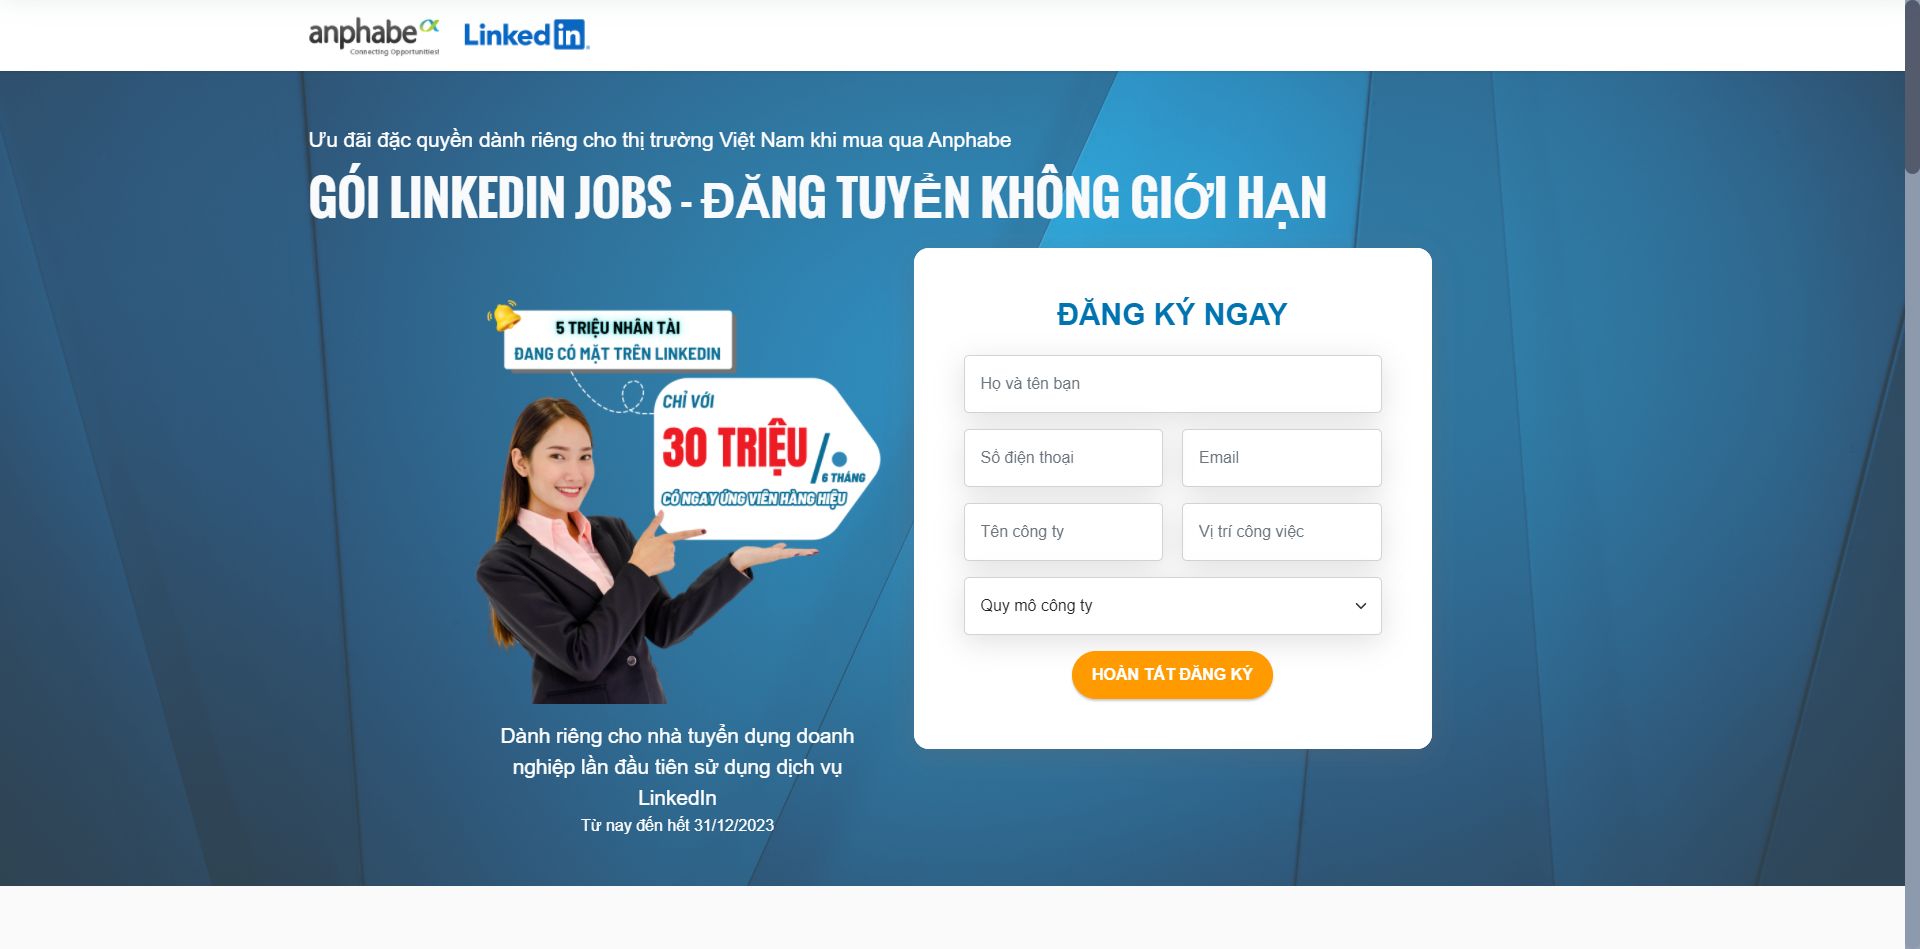 anphabe
Connecting Opportunities!
Linked in
Ưu đãi đặc quyền dành riêng cho thị trường Việt Nam khi mua qua Anphabe
GÓI LINKEDIN JOBS - ĐĂNG TUYỂN KHÔNG GIỚI HẠN
5 TRIỆU NHÂN TÀI
ĐANG CÓ MẶT TRÊN LINKEDIN
CHỈ VỚI
30 TRIỆU/
6 THÁNG
CÓ NGAY ỨNG VIÊN HÀNG HIỆU
Dành riêng cho nhà tuyển dụng doanh
nghiệp lần đầu tiên sử dụng dịch vụ
LinkedIn
Từ nay đến hết 31/12/2023
ĐĂNG KÝ NGAY
Họ và tên bạn
Số điện thoại
Email
Tên công ty
Vị trí công việc
Quy mô công ty
HOÀN TẤT ĐĂNG KÝ